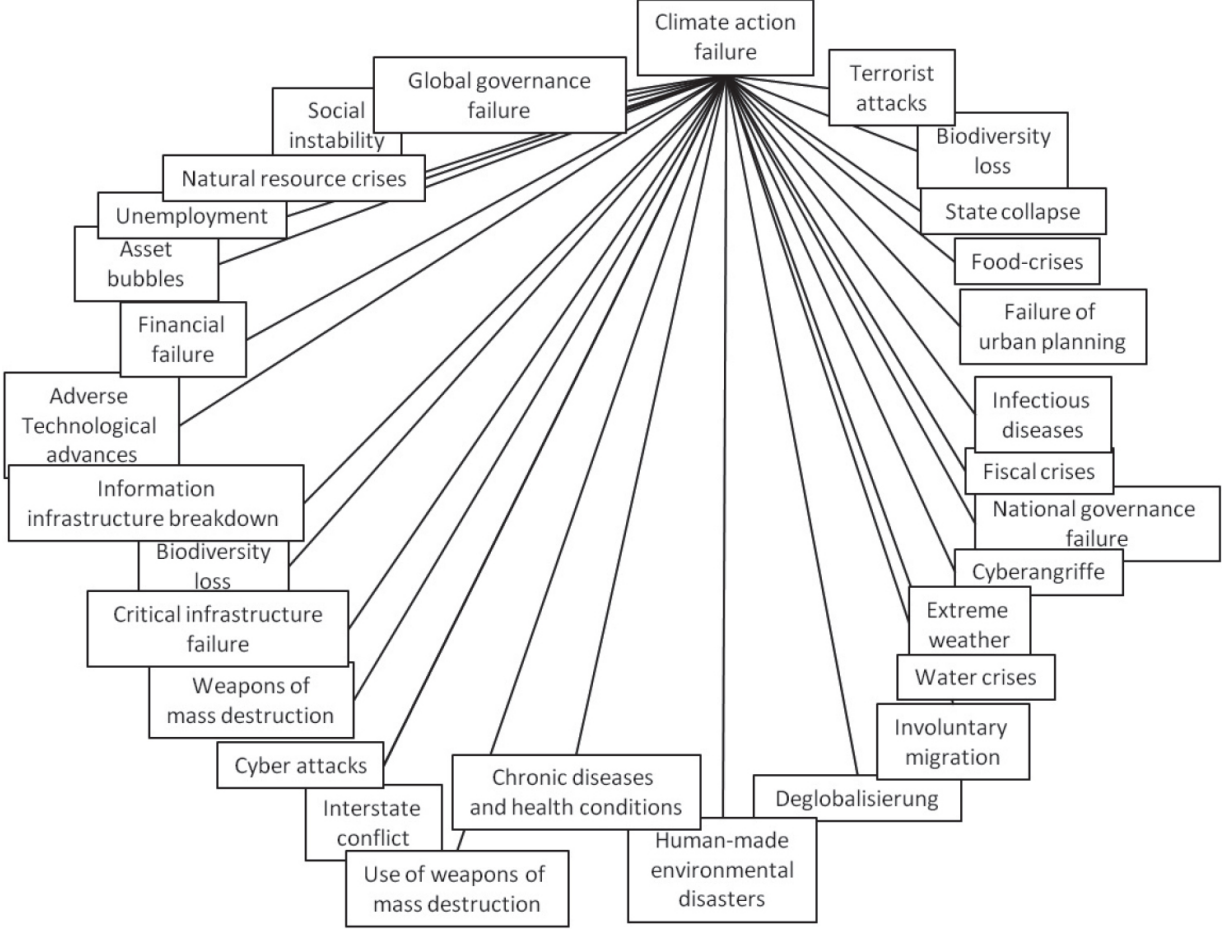 Climate action
failure
Global governance
failure
Terrorist
attacks
Social
instability
Biodiversity
loss
Natural resource crises
Unemployment
State collapse
Asset
bubbles
Food-crises
Financial
failure
Failure of
urban planning
Adverse
Technological
advances
Infectious
diseases
Fiscal crises
Information
infrastructure breakdown
National governance
failure
Biodiversity
loss
Cyberangriffe
Critical infrastructure
failure
Extreme
weather
Weapons of
mass destruction
Water crises
Involuntary
migration
Cyber attacks
Chronic diseases
and health conditions
Deglobalisierung
Interstate
conflict
Human-made
environmental
disasters
Use of weapons of
mass destruction